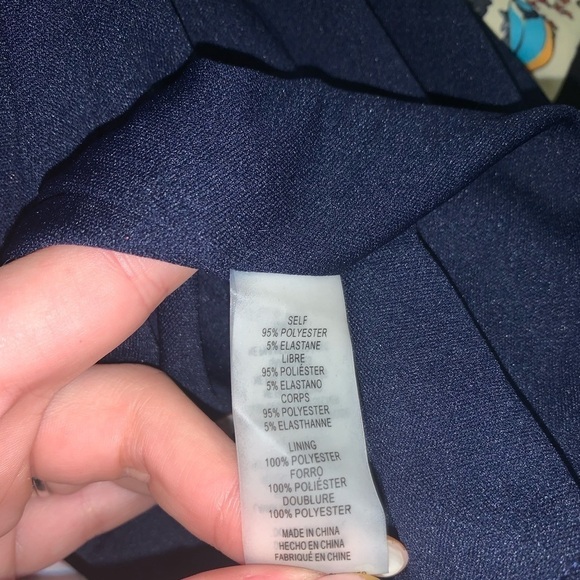 SELF
95% POLYESTER
5% ELASTANE
LIBRE
95% POLIÉSTER
5% ELASTANO
CORPS
95% POLYESTER
5% ELASTHANNE
LINING
100% POLYESTER
FORRO
100% POLIÉSTER
DOUBLURE
100% POLYESTER
MADE IN CHINA
HECHO EN CHINA
FABRIQUÉ EN CHINE